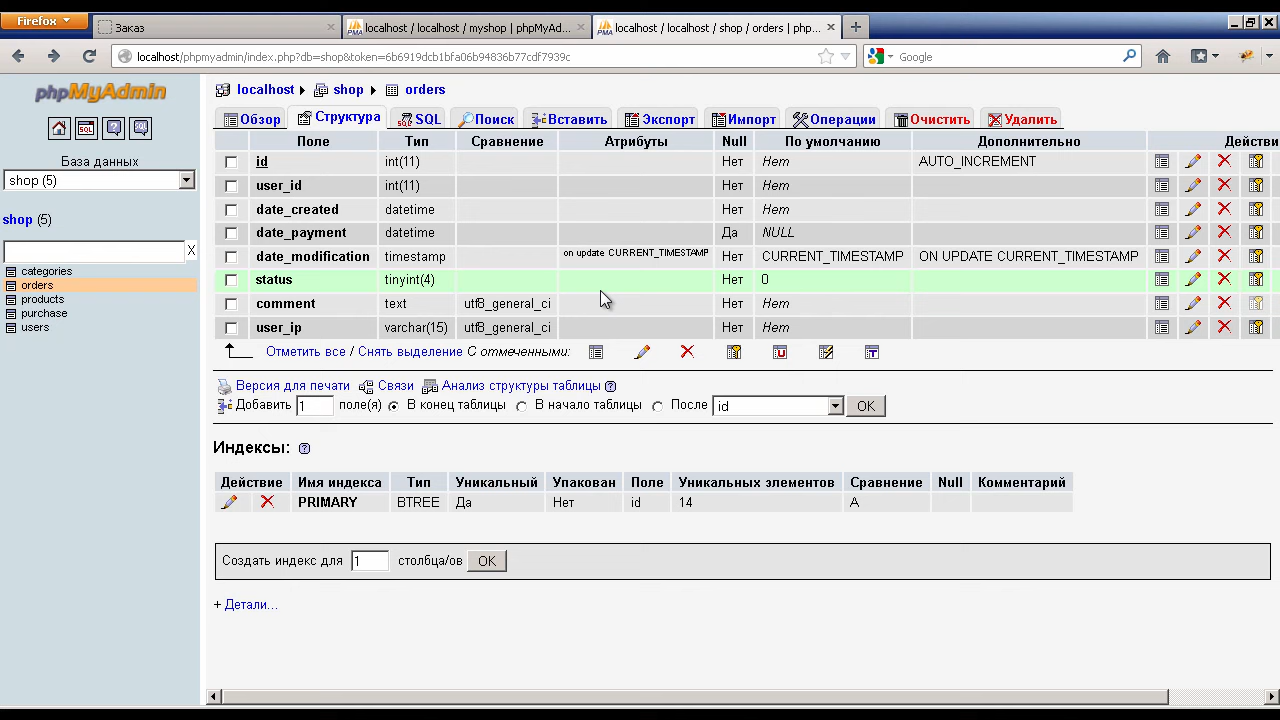 Firefox
Заказ
localhost / localhost / myshop | phpMyAd...
localhost / localhost / shop / orders | php...
localhost/phpmyadmin/index.php?db=shop&token=6b6919dcb1bfa06b94836b77cdf7939c
Google
phpMyAdmin
SQL
База данных
shop (5)
shop (5)
X
categories
orders
products
purchase
users
localhost shop orders
Обзор Структура SQL Поиск Вставить Экспорт Импорт Операции Очистить Удалить
Поле Тип Сравнение Атрибуты Null По умолчанию Дополнительно Действи
id int(11) Нет Нет AUTO_INCREMENT
user_id int(11) Нет Нет
date_created datetime Нет Нет
date_payment datetime Да NULL
date_modification timestamp on update CURRENT_TIMESTAMP Нет CURRENT_TIMESTAMP ON UPDATE CURRENT_TIMESTAMP
status tinyint(4) Нет 0
comment text utf8_general_ci Нет Нет
user_ip varchar(15) utf8_general_ci Нет Нет
Отметить все / Снять выделение С отмеченными:
Версия для печати Связи Анализ структуры таблицы
Добавить 1 поле(я) В конец таблицы В начало таблицы После id OK
Индексы:
Действие Имя индекса Тип Уникальный Упакован Поле Уникальных элементов Сравнение Null Комментарий
PRIMARY BTREE Да Нет id 14 A
Создать индекс для 1 столбца/ов OK
+ Детали...